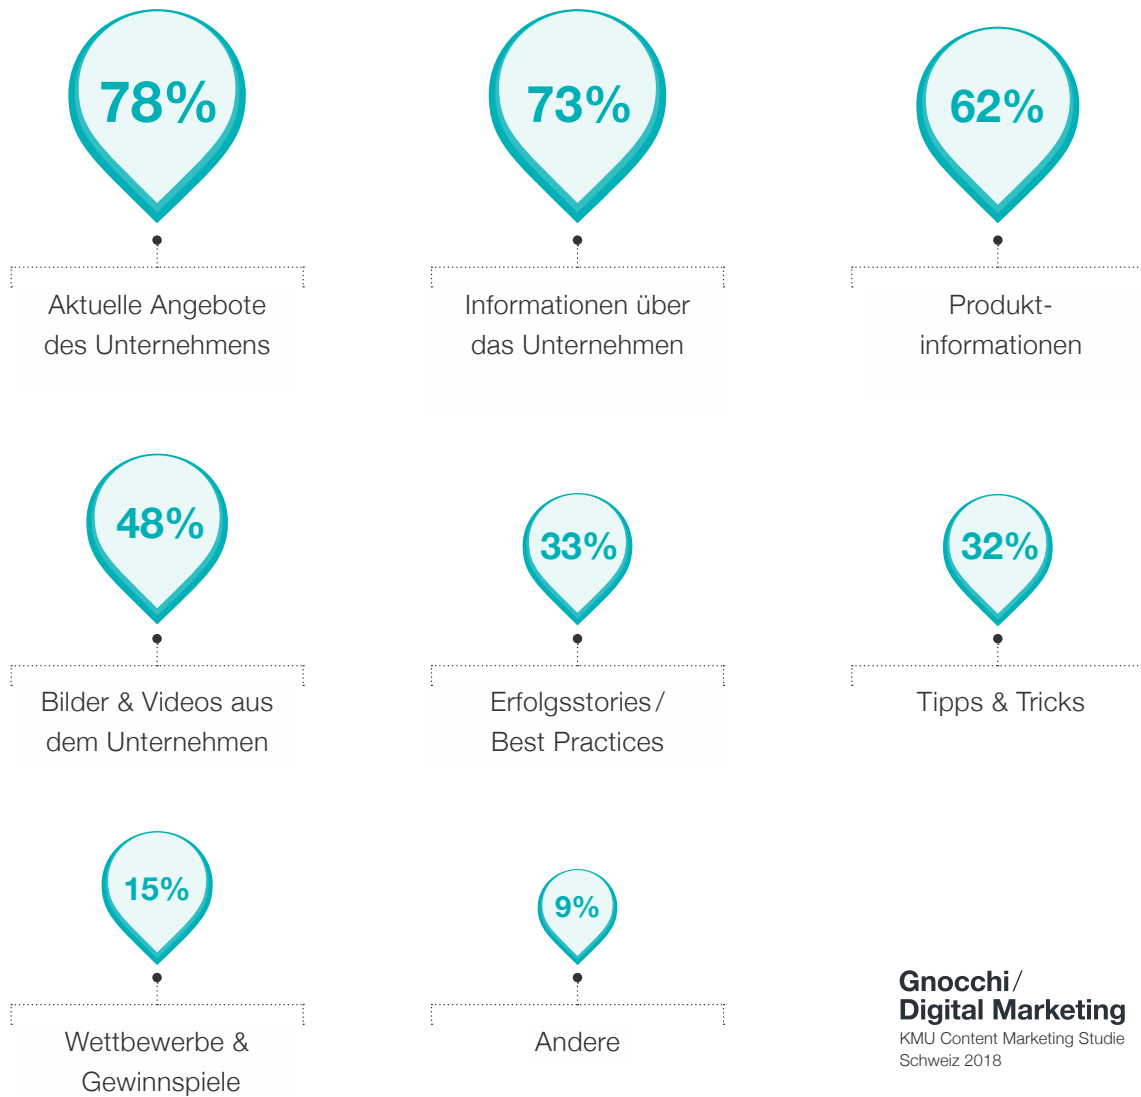 78%
Aktuelle Angebote
des Unternehmens
73%
Informationen über
das Unternehmen
62%
Produkt-
informationen
48%
Bilder & Videos aus
dem Unternehmen
33%
Erfolgsstories /
Best Practices
32%
Tipps & Tricks
15%
Wettbewerbe &
Gewinnspiele
9%
Andere
Gnocchi/
Digital Marketing
KMU Content Marketing Studie
Schweiz 2018